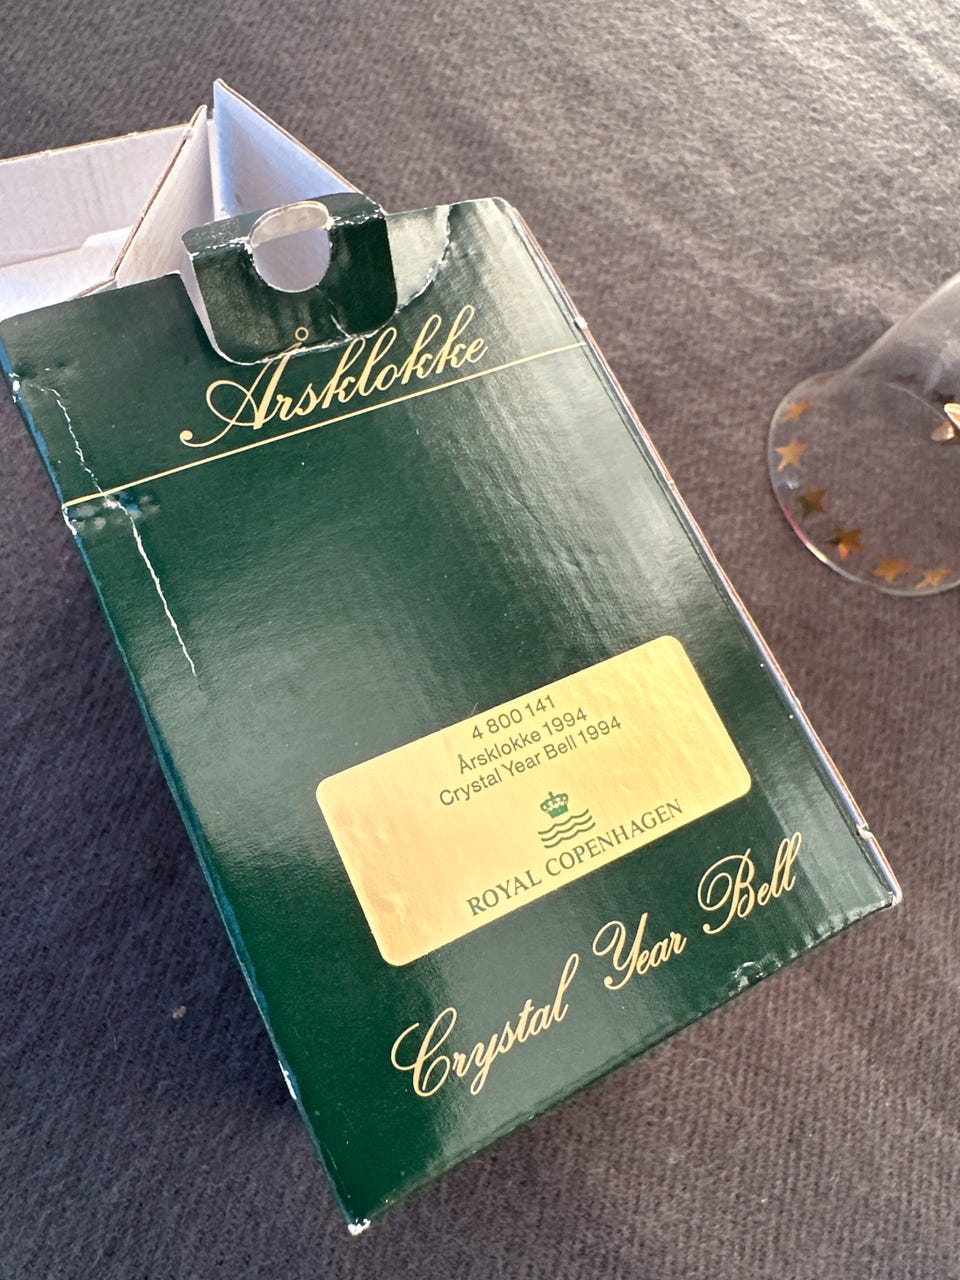 Årsklokke
4 800 141
Årsklokke 1994
Crystal Year Bell 1994
ROYAL COPENHAGEN
Crystal Year Bell